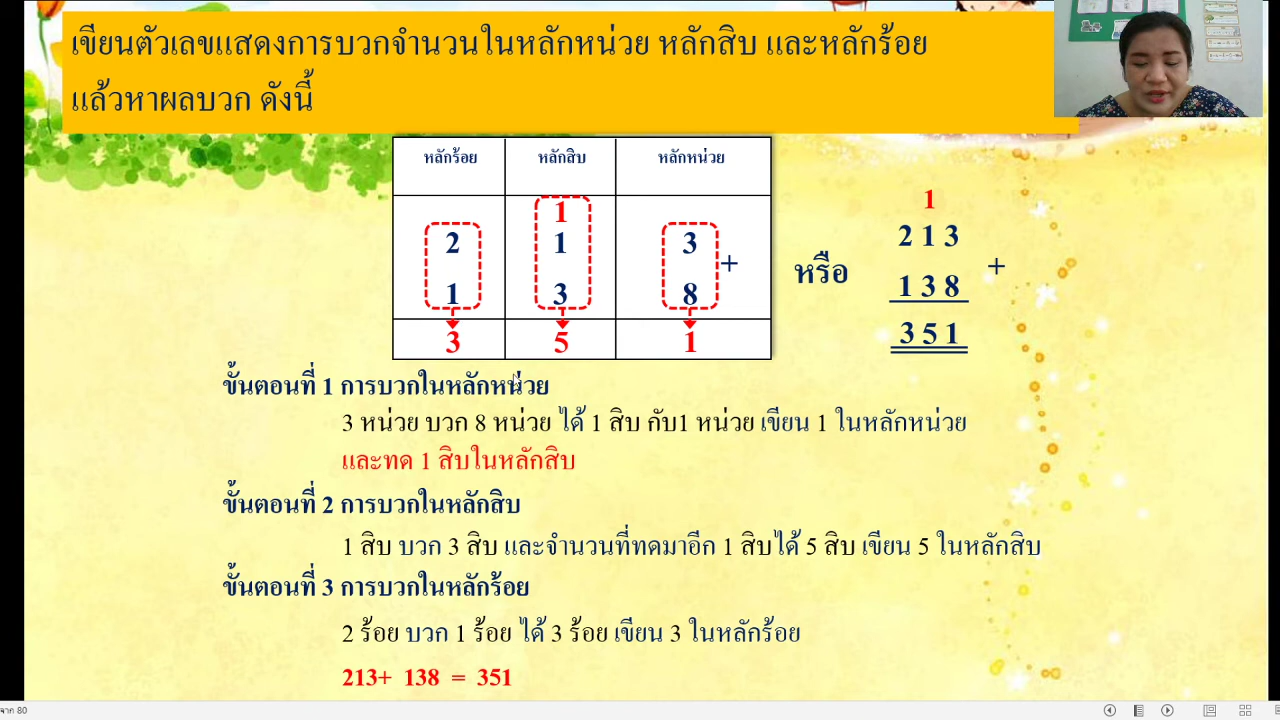 เขียนตัวเลขแสดงการบวกจำนวนในหลักหน่วย หลักสิบ และหลักร้อย
แล้วหาผลบวก ดังนี้
หลักร้อย หลักสิบ หลักหน่วย
1
2 1 3
+
1 3 8
3 5 1
หรือ
1
2 1 3
+
1 3 8
3 5 1
ขั้นตอนที่ 1 การบวกในหลักหน่วย
3 หน่วย บวก 8 หน่วย ได้ 1 สิบ กับ1 หน่วย เขียน 1 ในหลักหน่วย
และทด 1 สิบในหลักสิบ
ขั้นตอนที่ 2 การบวกในหลักสิบ
1 สิบ บวก 3 สิบ และจำนวนที่ทดมาอีก 1 สิบได้ 5 สิบ เขียน 5 ในหลักสิบ
ขั้นตอนที่ 3 การบวกในหลักร้อย
2 ร้อย บวก 1 ร้อย ได้ 3 ร้อย เขียน 3 ในหลักร้อย
213+ 138 = 351
จาก 80